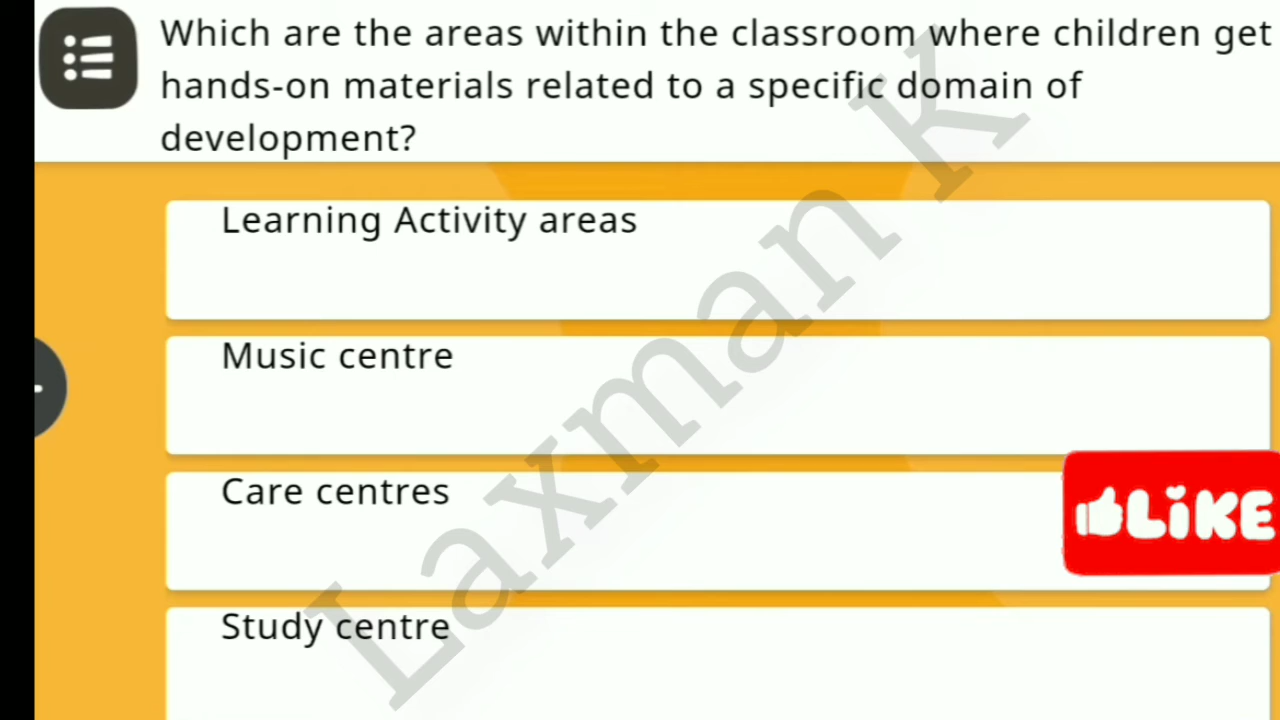 Which are the areas within the classroom where children get
hands-on materials related to a specific domain of
development?
Learning Activity areas
Music centre
Care centres
LiKE
Study centre
Laxman K